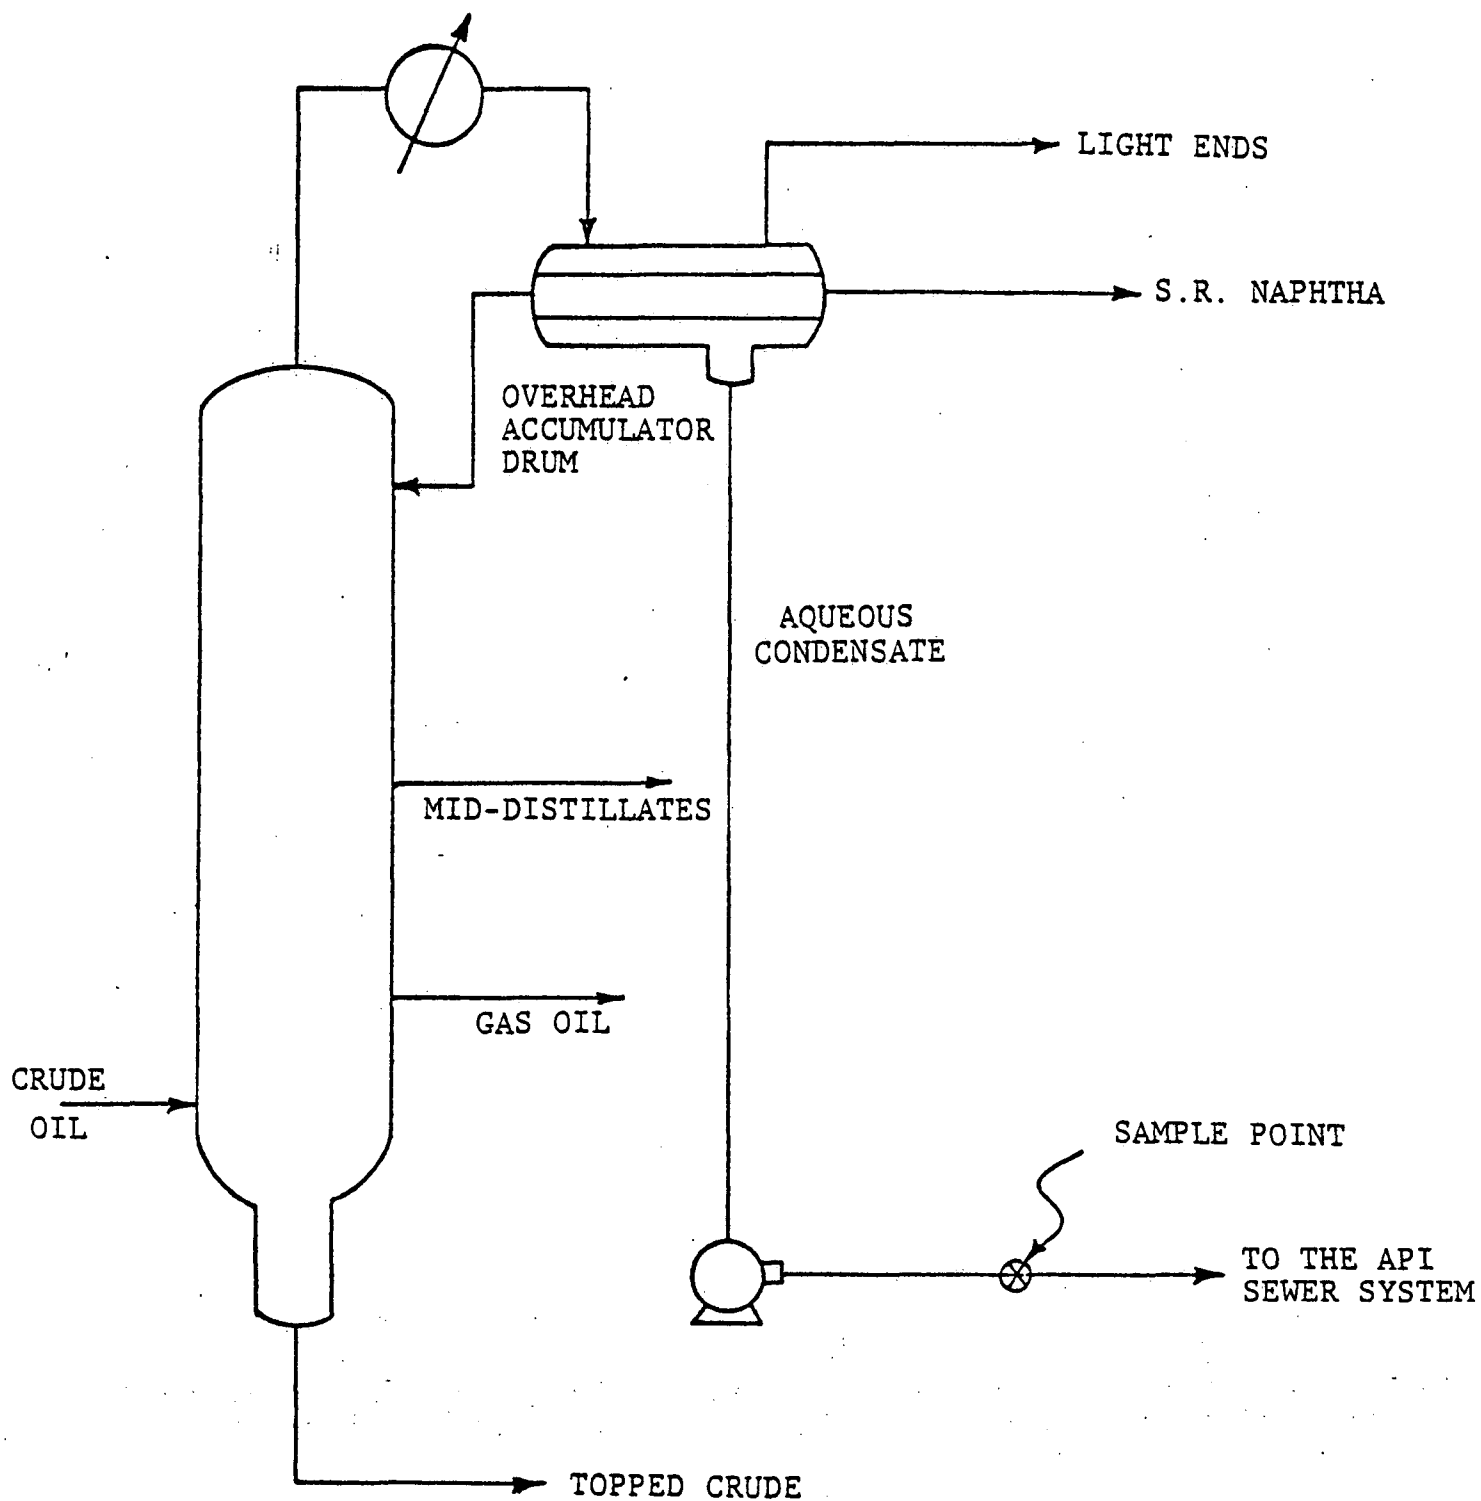 LIGHT ENDS
S.R. NAPHTHA
OVERHEAD
ACCUMULATOR
DRUM
AQUEOUS
CONDENSATE
MID-DISTILLATES
GAS OIL
CRUDE
OIL
SAMPLE POINT
TO THE API
SEWER SYSTEM
TOPPED CRUDE